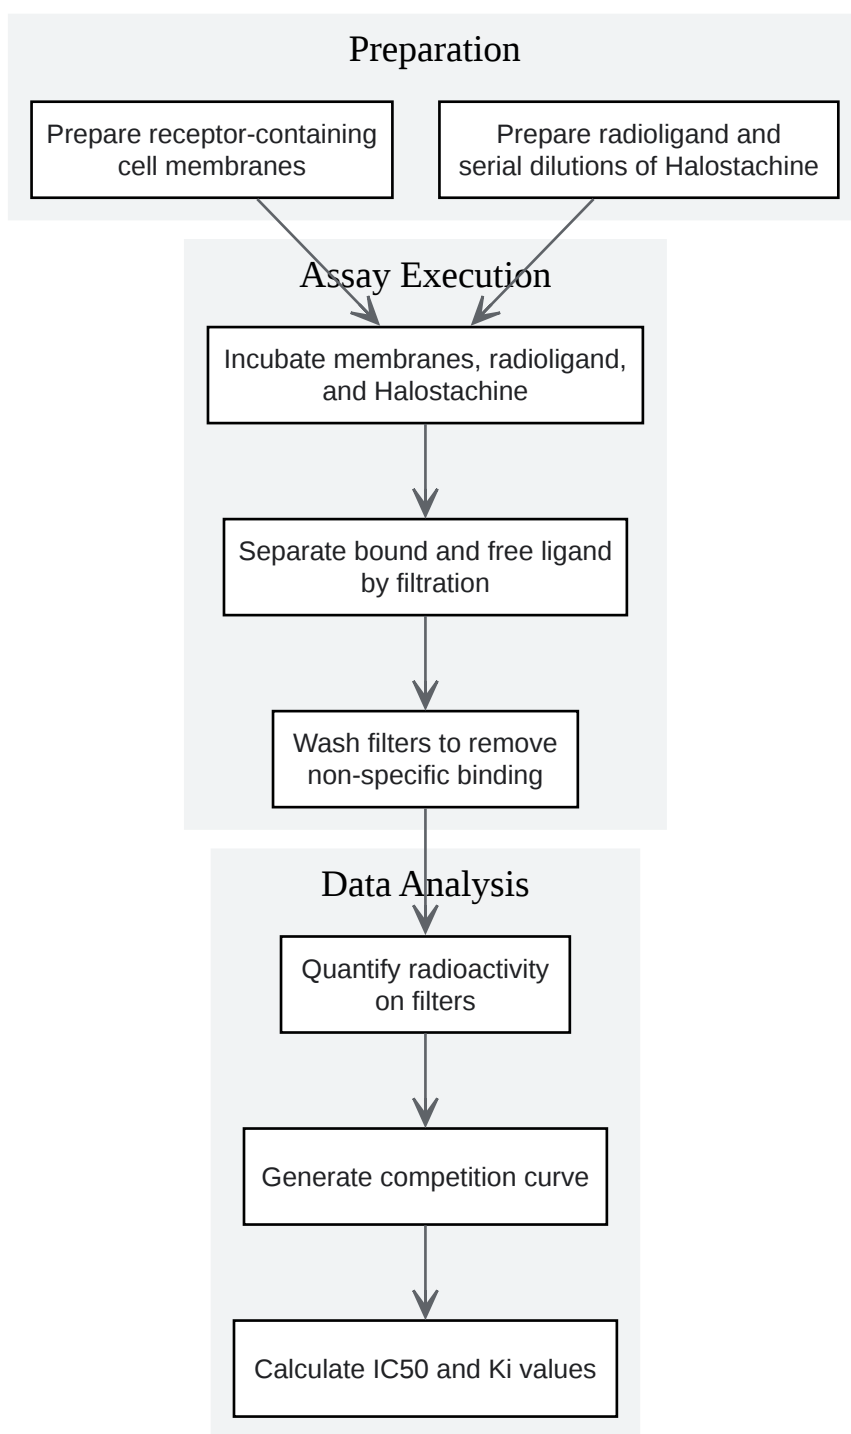 Preparation
Prepare receptor-containing
cell membranes
Prepare radioligand and
serial dilutions of Halostachine
Assay Execution
Incubate membranes, radioligand,
and Halostachine
Separate bound and free ligand
by filtration
Wash filters to remove
non-specific binding
Data Analysis
Quantify radioactivity
on filters
Generate competition curve
Calculate IC50 and Ki values